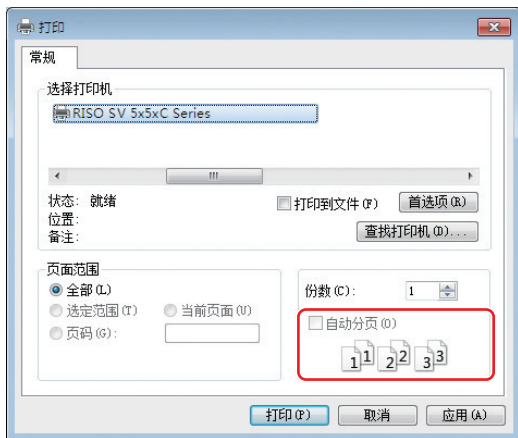 打印
常规
选择打印机
RISO SV 5x5xC Series
状态: 就绪
位置:
备注:
打印到文件(F)
首选项(R)
查找打印机(D)...
页面范围
全部(L)
选定范围(T) 当前页面(U)
页码(G):
份数(C): 1
自动分页(O)
1 1 2 2 3 3
打印(P) 取消 应用(A)